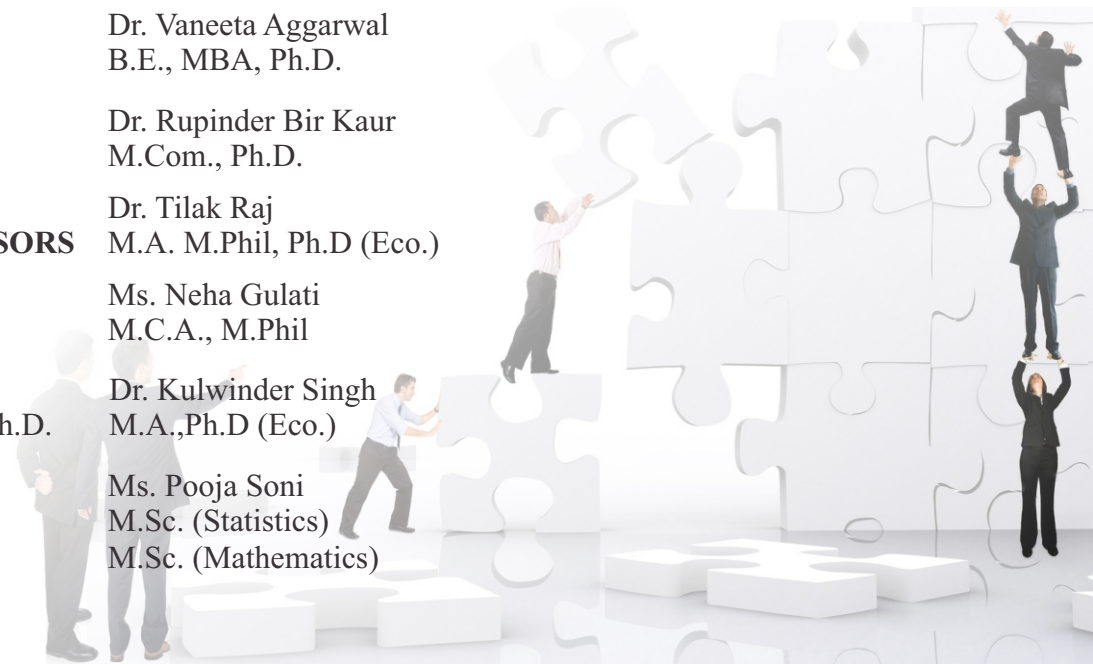 Dr. Vaneeta Aggarwal
B.E., MBA, Ph.D.
Dr. Rupinder Bir Kaur
M.Com., Ph.D.
Dr. Tilak Raj
SORS M.A. M.Phil, Ph.D (Eco.)
Ms. Neha Gulati
M.C.A., M.Phil
Dr. Kulwinder Singh
h.D. M.A.,Ph.D (Eco.)
Ms. Pooja Soni
M.Sc. (Statistics)
M.Sc. (Mathematics)